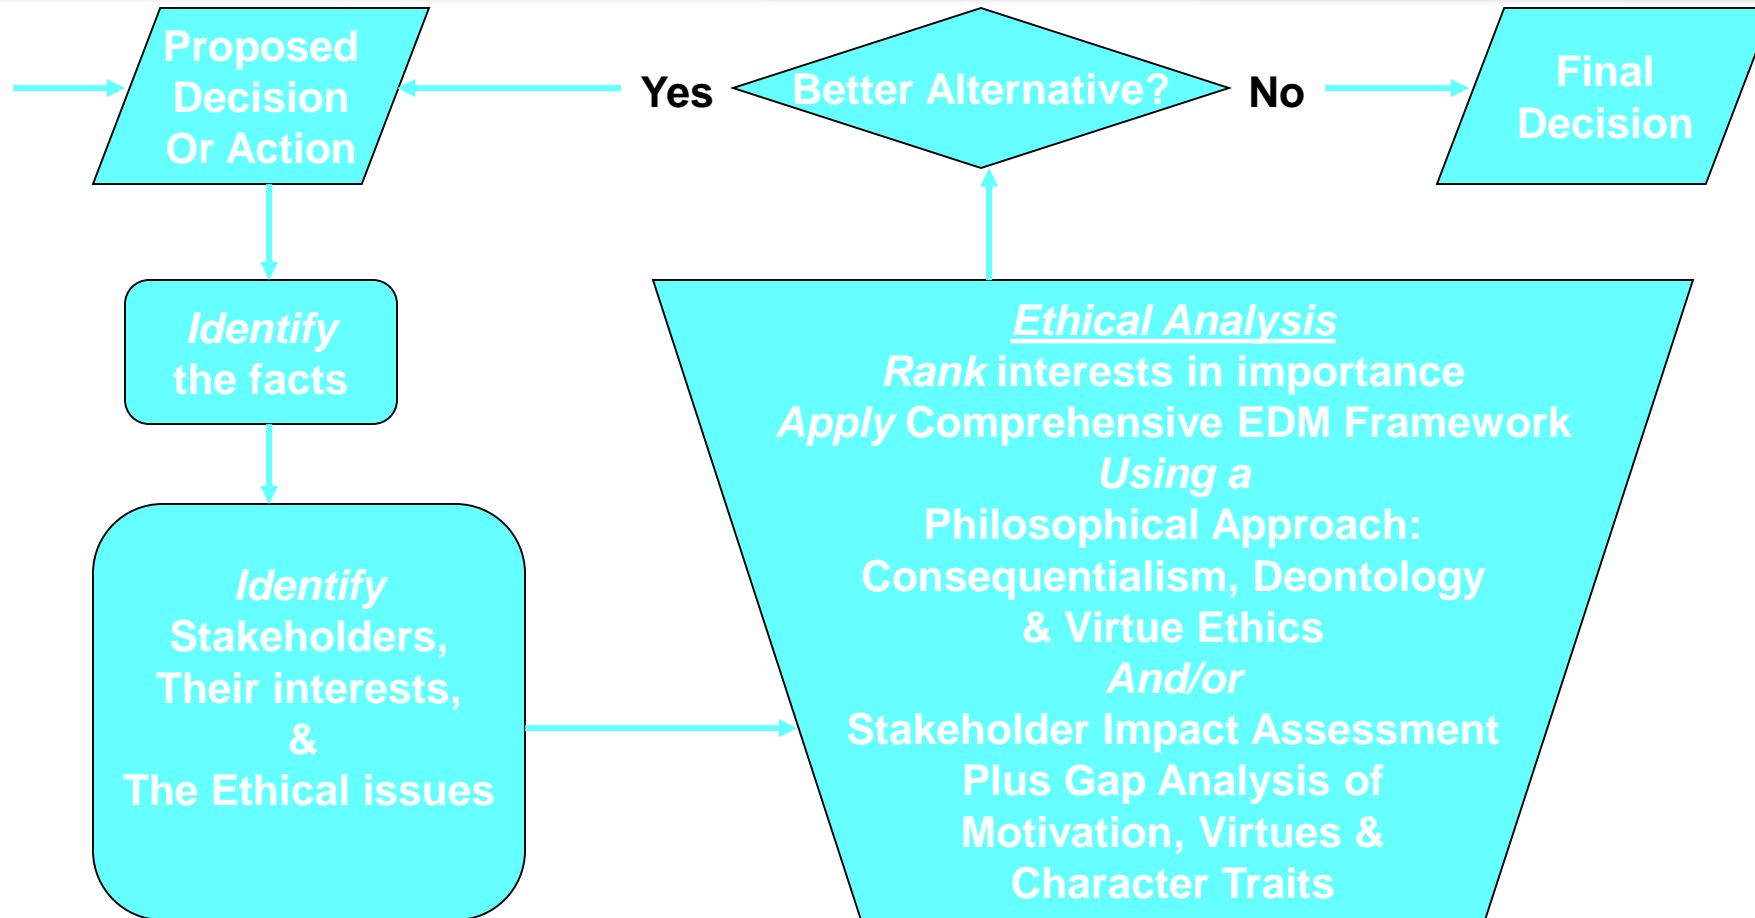 Proposed
Decision
Or Action
Yes
Better Alternative?
No
Final
Decision
Identify
the facts
Identify
Stakeholders,
Their interests,
&
The Ethical issues
Ethical Analysis
Rank interests in importance
Apply Comprehensive EDM Framework
Using a
Philosophical Approach:
Consequentialism, Deontology
& Virtue Ethics
And/or
Stakeholder Impact Assessment
Plus Gap Analysis of
Motivation, Virtues &
Character Traits